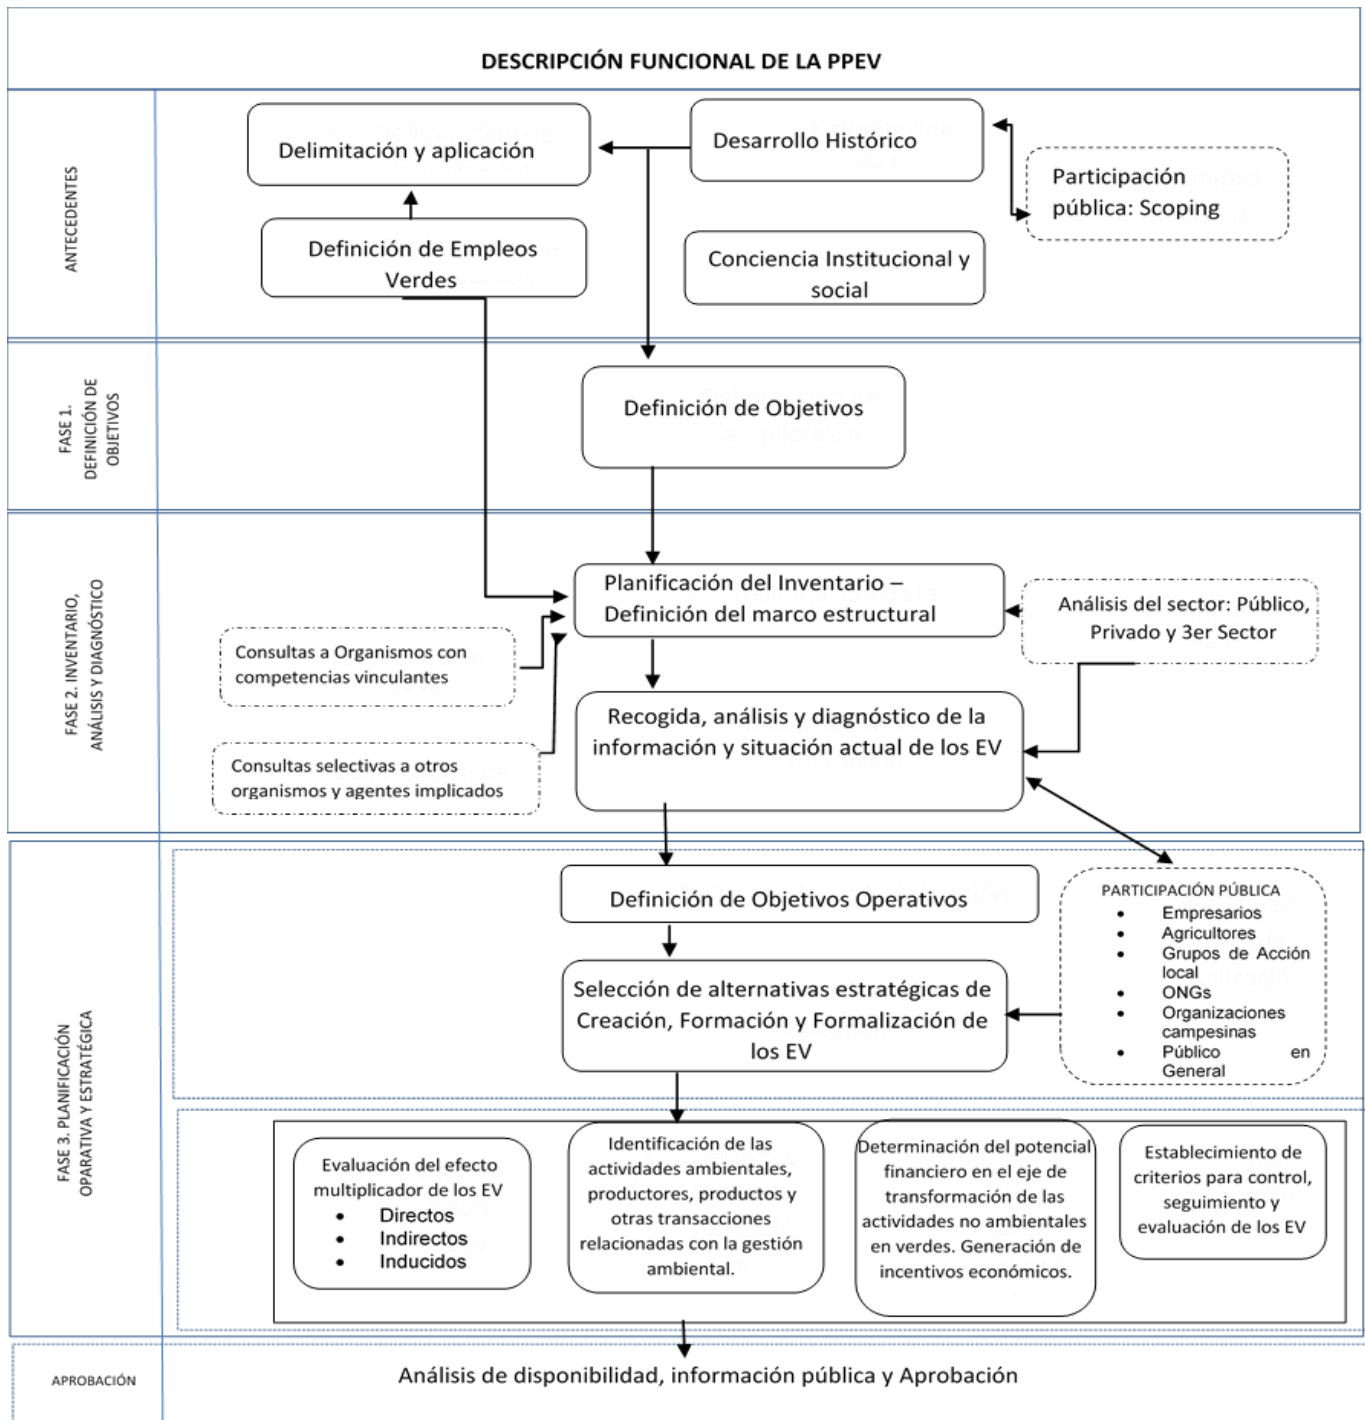 DESCRIPCIÓN FUNCIONAL DE LA PPEV
ANTECEDENTES
Delimitación y aplicación
Desarrollo Histórico
Participación
pública: Scoping
Definición de Empleos
Verdes
Conciencia Institucional y
social
FASE 1.
DEFINICIÓN DE
OBJETIVOS
Definición de Objetivos
FASE 2. INVENTARIO,
ANÁLISIS Y DIAGNÓSTICO
Planificación del Inventario –
Definición del marco estructural
Análisis del sector: Público,
Privado y 3er Sector
Consultas a Organismos con
competencias vinculantes
Recogida, análisis y diagnóstico de la
información y situación actual de los EV
Consultas selectivas a otros
organismos y agentes implicados
FASE 3. PLANIFICACIÓN
OPARATIVA Y ESTRATÉGICA
Definición de Objetivos Operativos
PARTICIPACIÓN PÚBLICA
• Empresarios
• Agricultores
• Grupos de Acción
local
• ONGs
• Organizaciones
campesinas
• Público en
General
Selección de alternativas estratégicas de
Creación, Formación y Formalización de
los EV
Evaluación del efecto
multiplicador de los EV
• Directos
• Indirectos
• Inducidos
Identificación de las
actividades ambientales,
productores, productos y
otras transacciones
relacionadas con la gestión
ambiental.
Determinación del potencial
financiero en el eje de
transformación de las
actividades no ambientales
en verdes. Generación de
incentivos económicos.
Establecimiento de
criterios para control,
seguimiento y
evaluación de los EV
APROBACIÓN
Análisis de disponibilidad, información pública y Aprobación